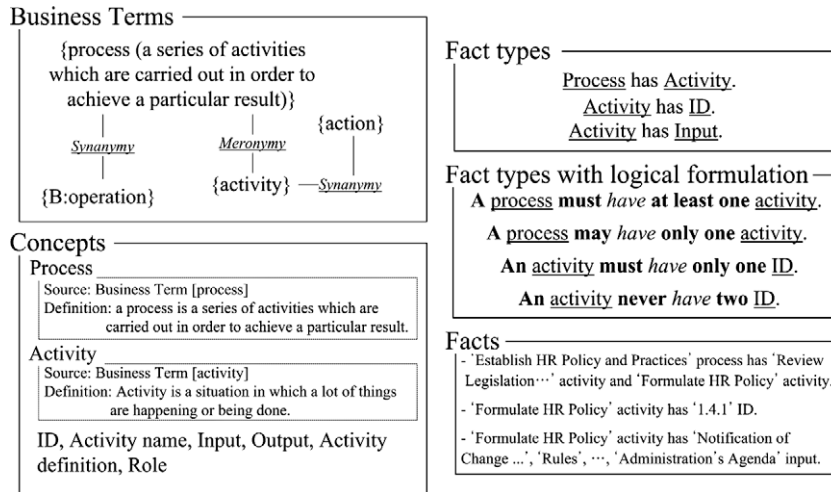 Business Terms
{process (a series of activities
which are carried out in order to
achieve a particular result)}
{action}
Synanymy
Meronymy
{B:operation}
{activity}
Synanymy
Concepts
Process
Source: Business Term [process]
Definition: a process is a series of activities which are
carried out in order to achieve a particular result.
Activity
Source: Business Term [activity]
Definition: Activity is a situation in which a lot of things
are happening or being done.
ID, Activity name, Input, Output, Activity
definition, Role
Fact types
Process has Activity.
Activity has ID.
Activity has Input.
Fact types with logical formulation
A process must have at least one activity.
A process may have only one activity.
An activity must have only one ID.
An activity never have two ID.
Facts
- 'Establish HR Policy and Practices' process has 'Review
Legislation···' activity and 'Formulate HR Policy' activity.
- 'Formulate HR Policy' activity has '1.4.1' ID.
- 'Formulate HR Policy' activity has 'Notification of
Change ...', 'Rules', ···, 'Administration's Agenda' input.